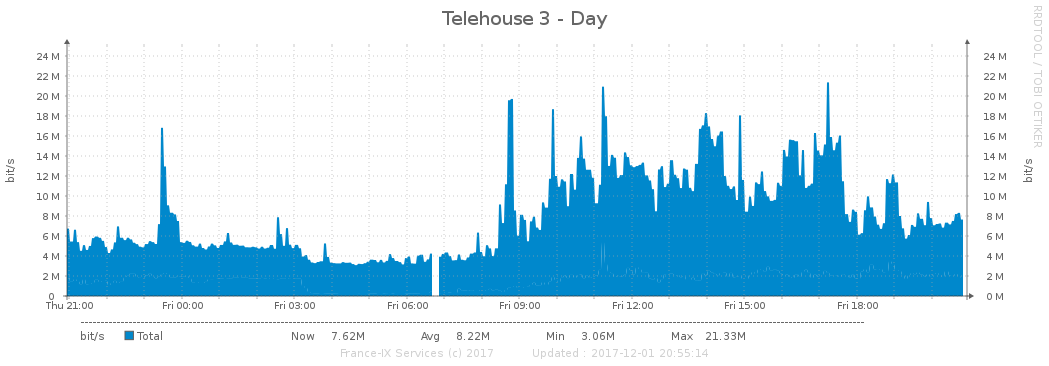 Telehouse 3 - Day
RRDTOOL / TOBI OETIKER
bit/s
24 M 24 M
22 M 22 M
20 M 20 M
18 M 18 M
16 M 16 M
14 M 14 M
12 M 12 M
10 M 10 M
8 M 8 M
6 M 6 M
4 M 4 M
2 M 2 M
0 0 M
bit/s
Thu 21:00 Fri 00:00 Fri 03:00 Fri 06:00 Fri 09:00 Fri 12:00 Fri 15:00 Fri 18:00
bit/s Total Now 7.62M Avg 8.22M Min 3.06M Max 21.33M
France-IX Services (c) 2017 Updated : 2017-12-01 20:55:14